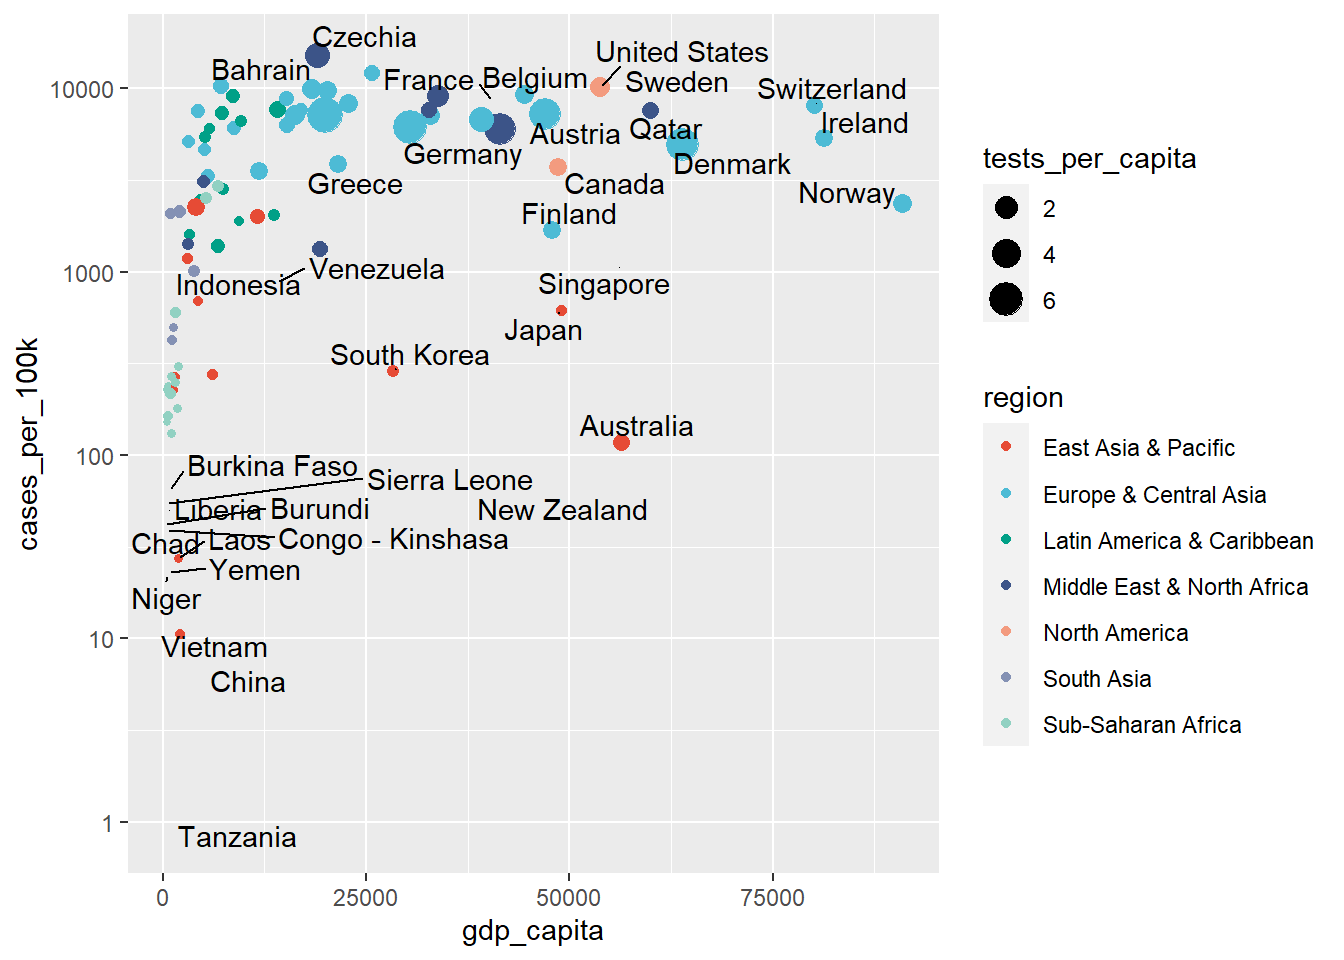 Czechia
United States
Bahrain
France
Belgium
Sweden
Switzerland
10000
Ireland
Austria
Qatar
Germany
Denmark
Greece
Canada
Norway
Finland
1000
Venezuela
Indonesia
Singapore
Japan
South Korea
Australia
100
Burkina Faso
Sierra Leone
Liberia
Burundi
New Zealand
Chad
Laos
Congo - Kinshasa
Yemen
Niger
10
Vietnam
China
1
Tanzania
0
25000
50000
75000
gdp_capita
cases_per_100k
tests_per_capita
2
4
6
region
East Asia & Pacific
Europe & Central Asia
Latin America & Caribbean
Middle East & North Africa
North America
South Asia
Sub-Saharan Africa